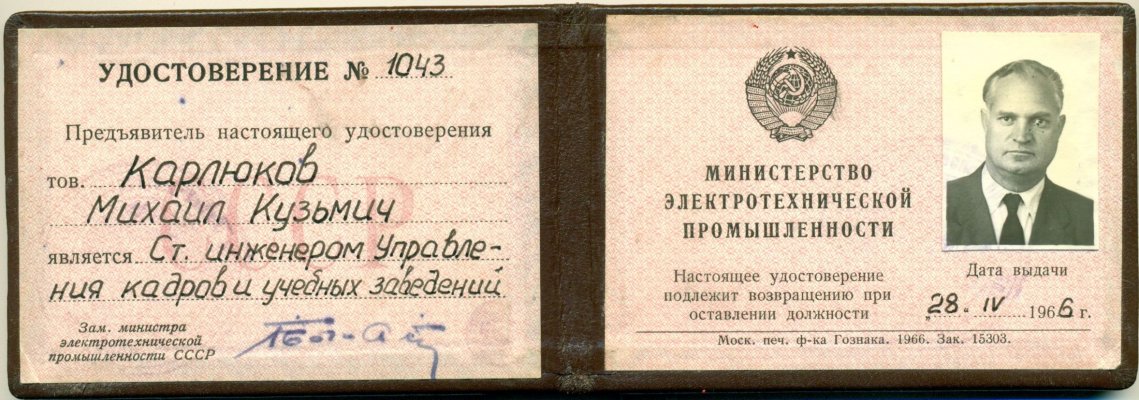 УДОСТОВЕРЕНИЕ № 1043
Предъявитель настоящего удостоверения
тов. Карлюков
Михаил Кузьмич
является Ст. инженером Управле-
ния кадров и учебных заведений
Зам. министра
электротехнической
промышленности СССР
СССР
МИНИСТЕРСТВО
ЭЛЕКТРОТЕХНИЧЕСКОЙ
ПРОМЫШЛЕННОСТИ
Настоящее удостоверение
подлежит возвращению при
оставлении должности
Дата выдачи
28. IV 1966 г.
Моск. печ. ф-ка Гознака. 1966. Зак. 15303.